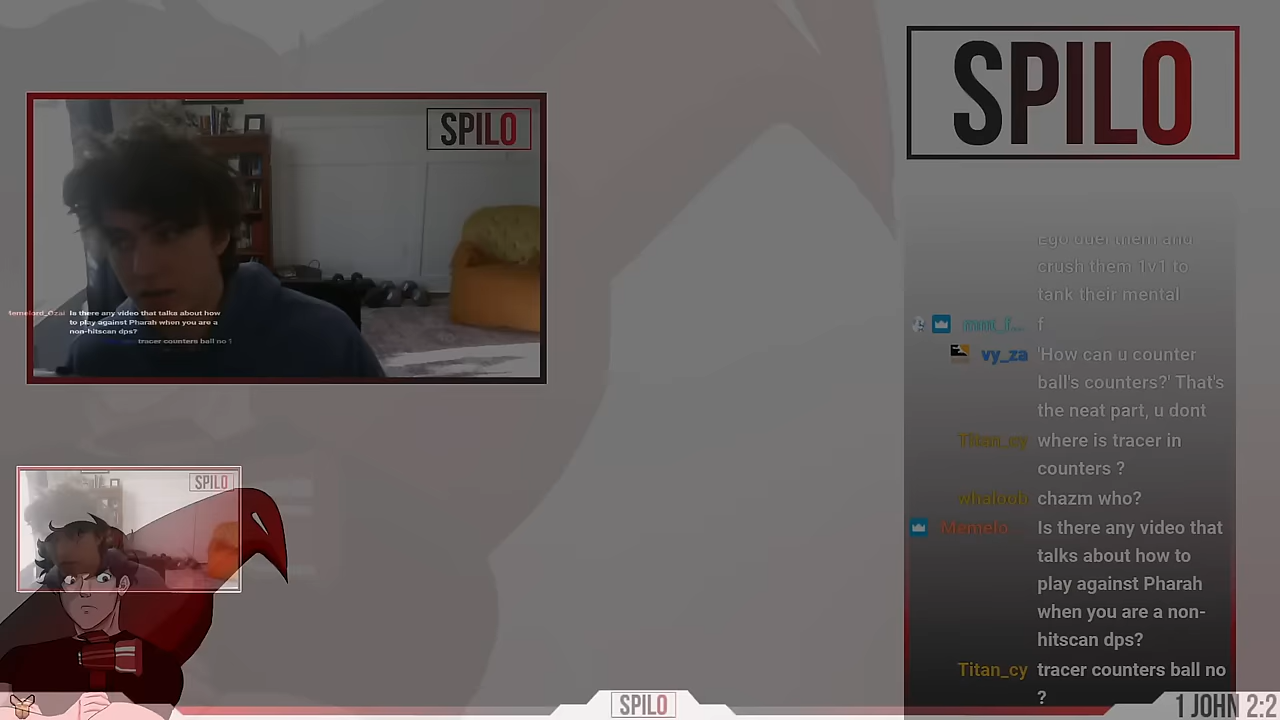 SPILO
SPILO
Is there any video that talks about how
to play against Pharah when you are a
non-hitscan dps?
tracer counters ball no ?
SPILO
Ego duel them and
crush them 1v1 to
tank their mental
f
vy_za 'How can u counter
ball's counters?' That's
the neat part, u dont
Titan_cy where is tracer in
counters ?
whaloob chazm who?
Memelo... Is there any video that
talks about how to
play against Pharah
when you are a non-
hitscan dps?
Titan_cy tracer counters ball no
?
SPILO
1 JOHN 2:2